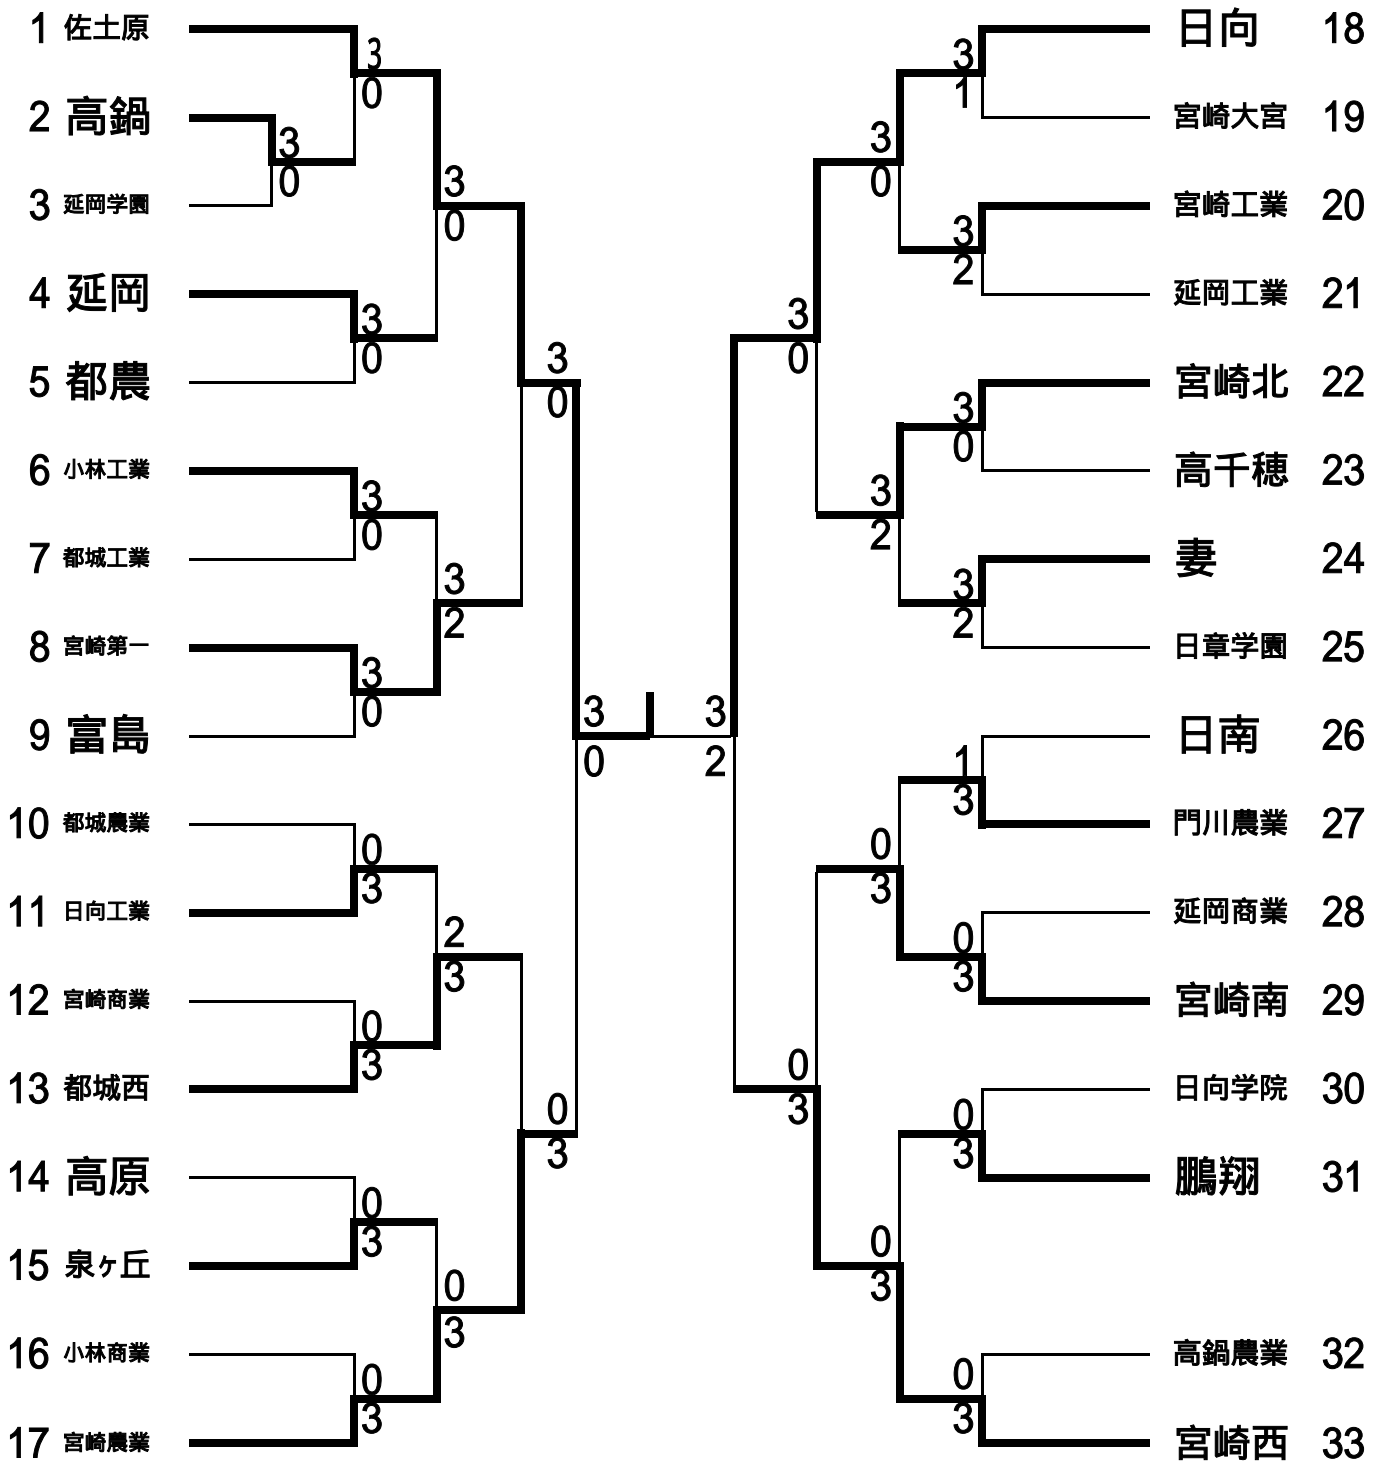 1 佐土原
2 高鍋
3 延岡学園
4 延岡
5 都農
6 小林工業
7 都城工業
8 宮崎第一
9 富島
10 都城農業
11 日向工業
12 宮崎商業
13 都城西
14 高原
15 泉ヶ丘
16 小林商業
17 宮崎農業
3
0
3
0
3
0
3
0
3
0
3
0
3
2
3
0
0
3
2
3
0
3
0
3
0
3
0
3
0
3
3
0
3
2
3
1
3
0
3
2
3
0
3
0
3
2
3
2
1
3
0
3
0
3
0
3
0
3
0
3
0
3
日向 18
宮崎大宮 19
宮崎工業 20
延岡工業 21
宮崎北 22
高千穂 23
妻 24
日章学園 25
日南 26
門川農業 27
延岡商業 28
宮崎南 29
日向学院 30
鵬翔 31
高鍋農業 32
宮崎西 33